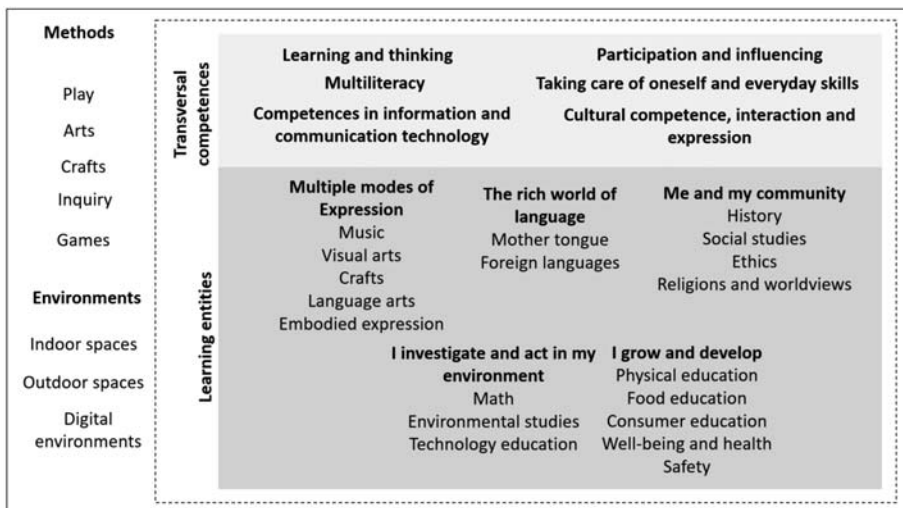 Methods
Play
Arts
Crafts
Inquiry
Games
Environments
Indoor spaces
Outdoor spaces
Digital
environments
Transversal
competences
Learning and thinking
Multiliteracy
Competences in information and
communication technology
Participation and influencing
Taking care of oneself and everyday skills
Cultural competence, interaction and
expression
Learning entities
Multiple modes of
Expression
Music
Visual arts
Crafts
Language arts
Embodied expression
The rich world of
language
Mother tongue
Foreign languages
Me and my community
History
Social studies
Ethics
Religions and worldviews
I investigate and act in my
environment
Math
Environmental studies
Technology education
I grow and develop
Physical education
Food education
Consumer education
Well-being and health
Safety